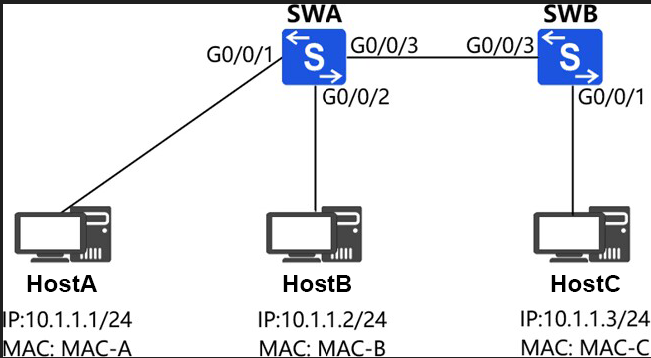 SWA
SWB
G0/0/1
G0/0/3
G0/0/3
S
S
G0/0/2
G0/0/1
HostA
HostB
HostC
IP:10.1.1.1/24
IP:10.1.1.2/24
IP:10.1.1.3/24
MAC: MAC-A
MAC: MAC-B
MAC: MAC-C